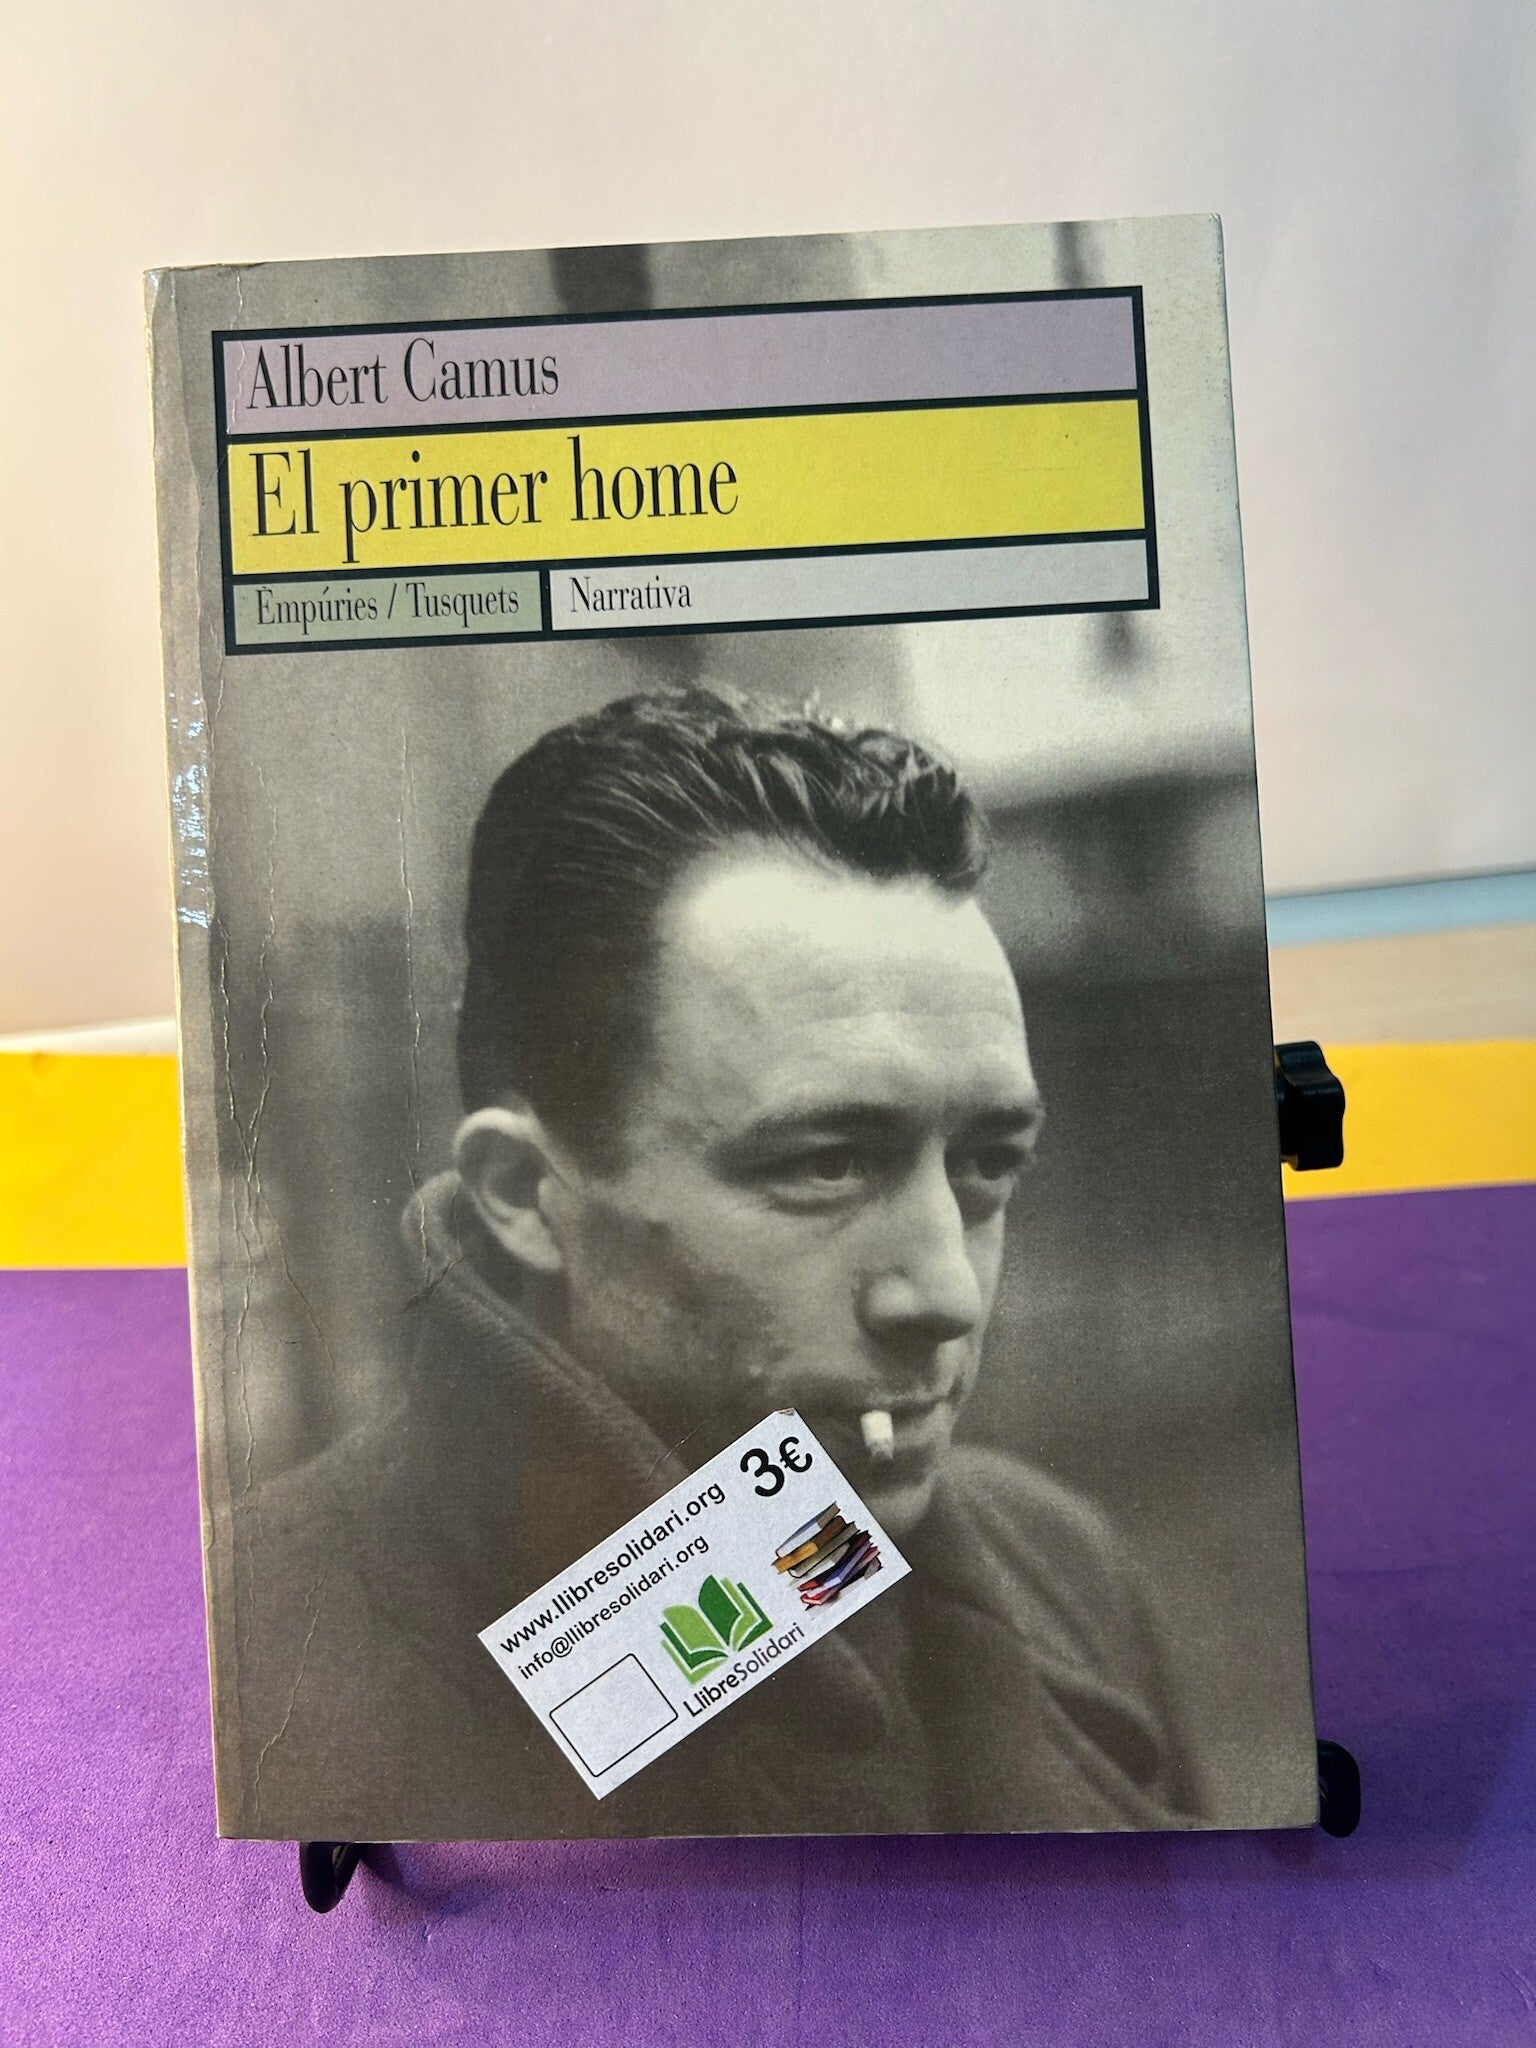 Albert Camus
El primer home
Empúries / Tusquets
Narrativa
3€
www.llibresolidari.org
info@llibresolidari.org
LlibreSolidari